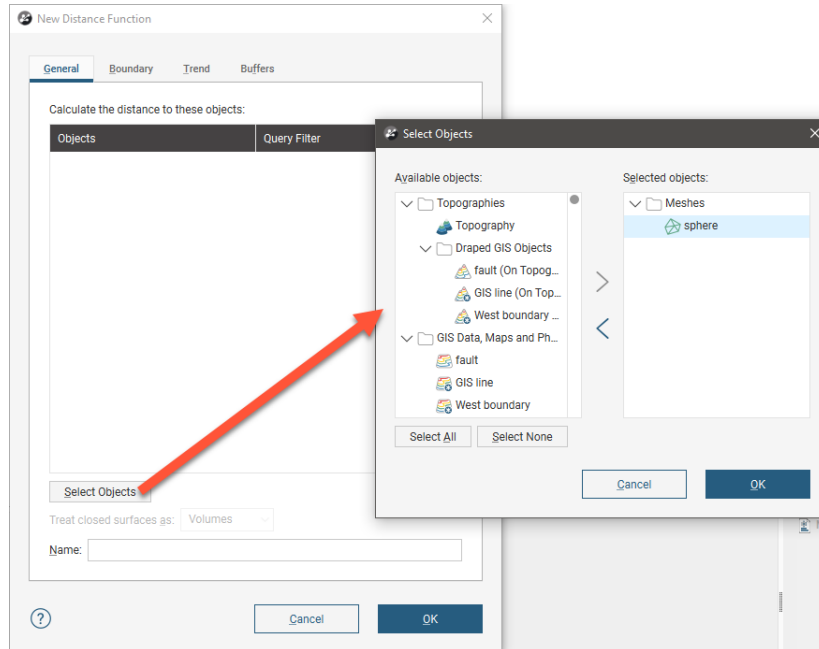 New Distance Function
General Boundary Trend Buffers
Calculate the distance to these objects:
Objects Query Filter
Select Objects
Treat closed surfaces as: Volumes
Name:
? Cancel OK
Select Objects
Available objects:
Topographies
Topography
Draped GIS Objects
fault (On Topog...
GIS line (On Top...
West boundary ...
GIS Data, Maps and Ph...
fault
GIS line
West boundary
Select All Select None
Selected objects:
Meshes
sphere
Cancel OK